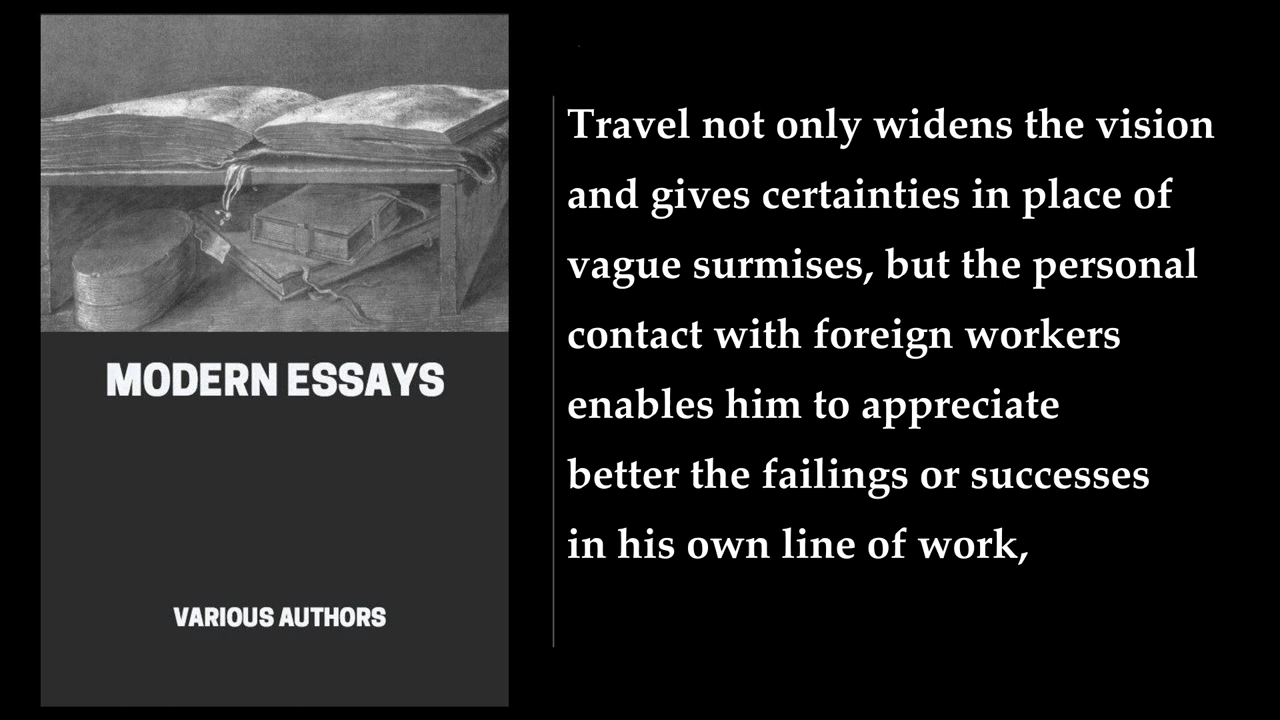 MODERN ESSAYS
VARIOUS AUTHORS
Travel not only widens the vision
and gives certainties in place of
vague surmises, but the personal
contact with foreign workers
enables him to appreciate
better the failings or successes
in his own line of work,